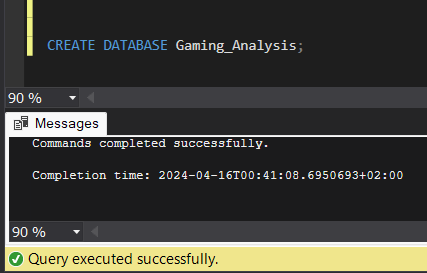 CREATE DATABASE Gaming_Analysis;
90 %
Messages
Commands completed successfully.
Completion time: 2024-04-16T00:41:08.6950693+02:00
90 %
Query executed successfully.